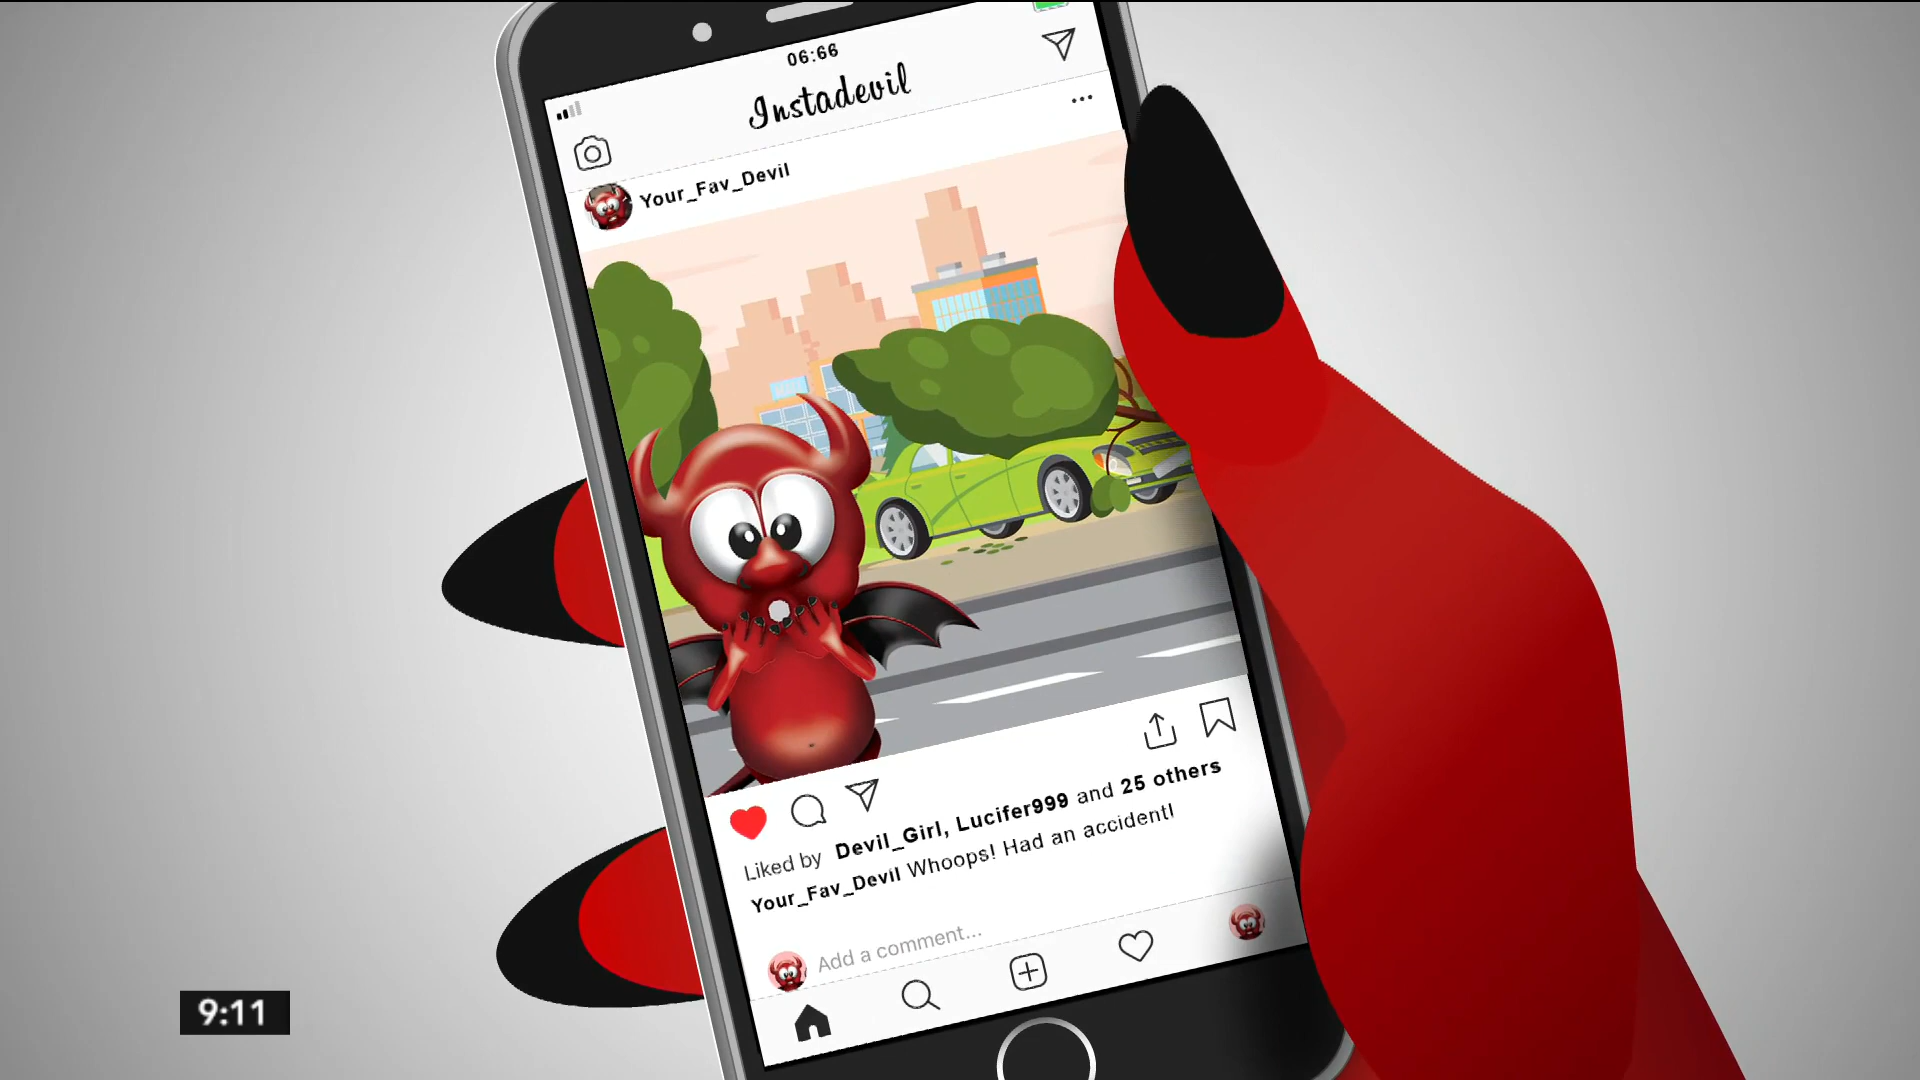 06:66
Instadevil
Your_Fav_Devil
Liked by Devil_Girl, Lucifer999 and 25 others
Your_Fav_Devil Whoops! Had an accident!
Add a comment...
9:11